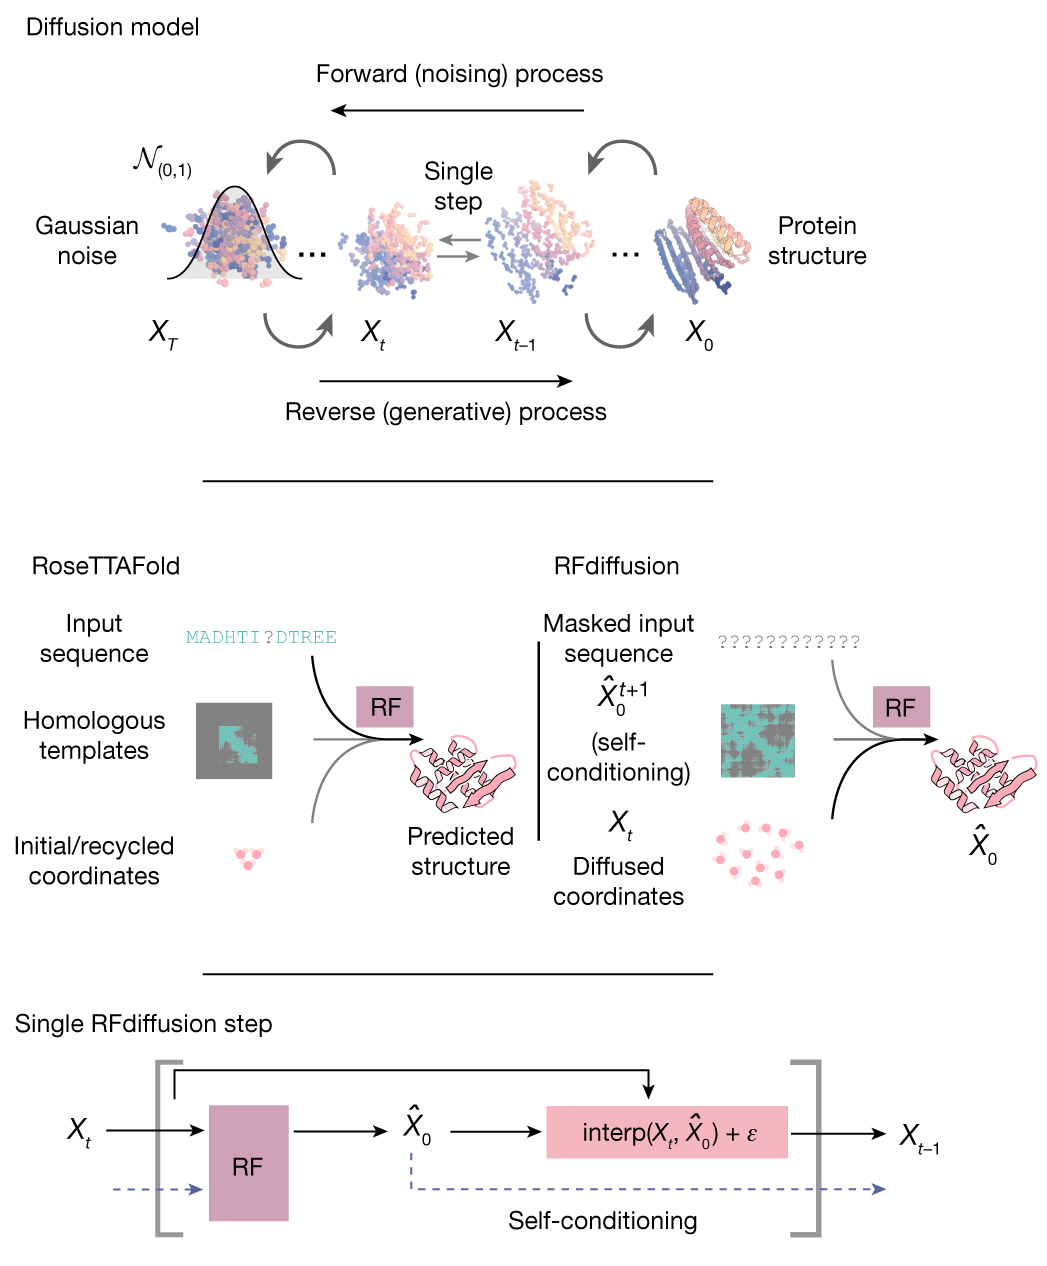 Diffusion model
Forward (noising) process
𝒩(0,1)
Single
step
Gaussian
noise
...
...
Protein
structure
X_T
X_t
X_t–1
X_0
Reverse (generative) process
RoseTTAFold
Input
sequence
MADHTI?DTREE
Homologous
templates
RF
Initial/recycled
coordinates
Predicted
structure
RFdiffusion
Masked input
sequence
????????????
X̂_0^t+1
(self-
conditioning)
RF
X_t
Diffused
coordinates
X̂_0
Single RFdiffusion step
X_t
RF
X̂_0
interp(X_t, X̂_0) + ε
X_t–1
Self-conditioning